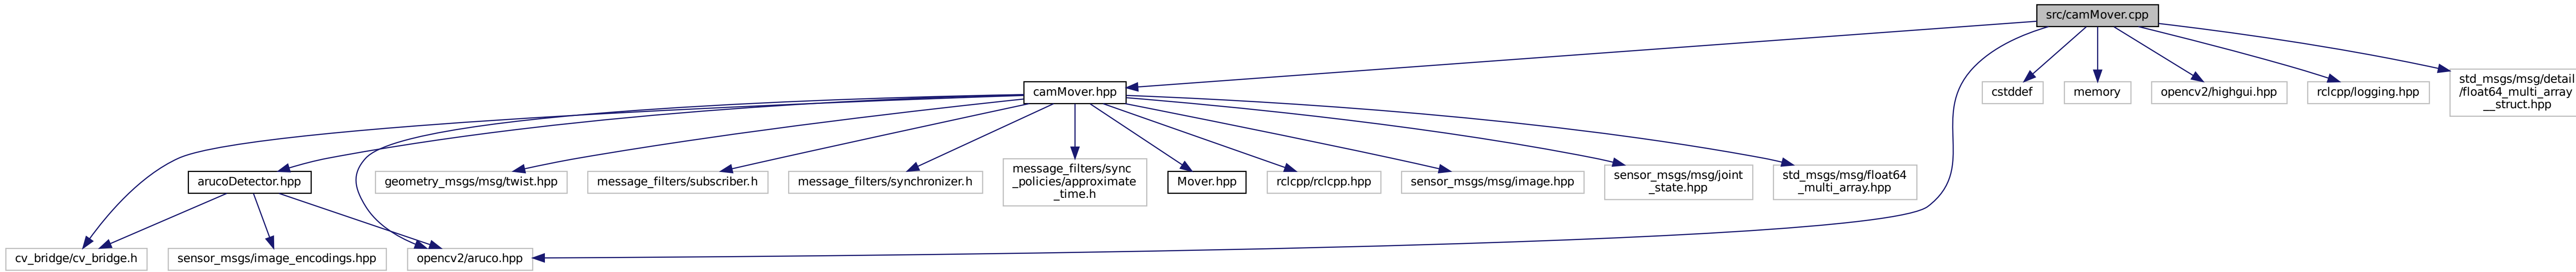 src/camMover.cpp
camMover.hpp
cstddef
memory
opencv2/highgui.hpp
rclcpp/logging.hpp
std_msgs/msg/detail
/float64_multi_array
__struct.hpp
arucoDetector.hpp
geometry_msgs/msg/twist.hpp
message_filters/subscriber.h
message_filters/synchronizer.h
message_filters/sync
_policies/approximate
_time.h
Mover.hpp
rclcpp/rclcpp.hpp
sensor_msgs/msg/image.hpp
sensor_msgs/msg/joint
_state.hpp
std_msgs/msg/float64
_multi_array.hpp
cv_bridge/cv_bridge.h
sensor_msgs/image_encodings.hpp
opencv2/aruco.hpp